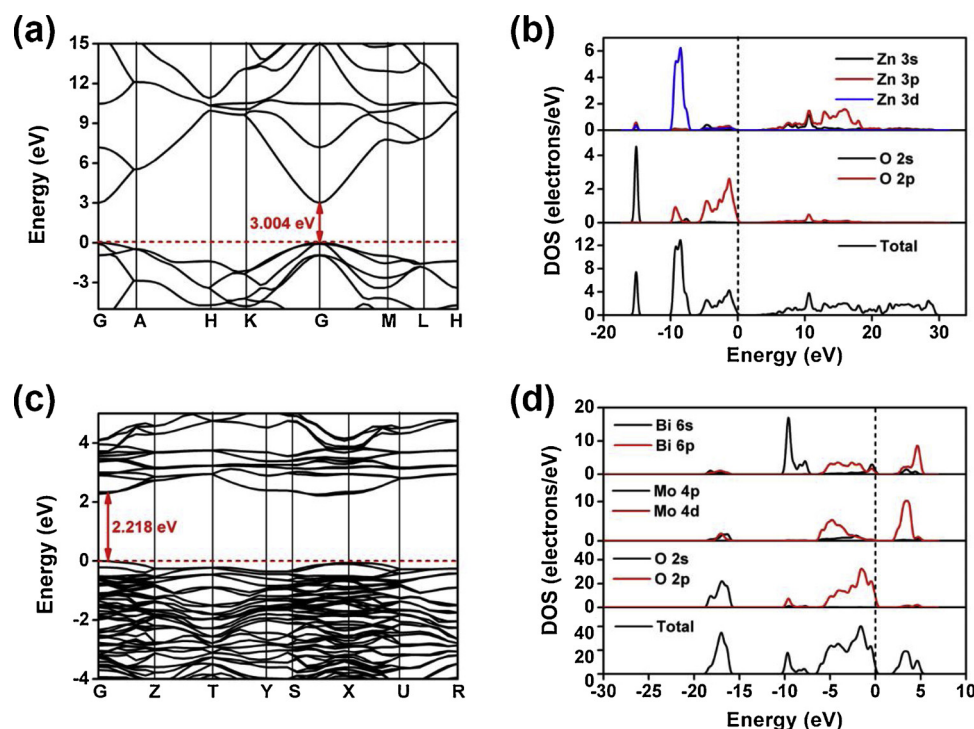 (a)
15
12
9
6
3
0
-3
Energy (eV)
3.004 eV
G A H K G M L H
(b)
6
4
2
0
Zn 3s
Zn 3p
Zn 3d
4
2
0
O 2s
O 2p
12
8
4
0
Total
DOS (electrons/eV)
-20 -10 0 10 20 30
Energy (eV)
(c)
4
2
0
-2
-4
Energy (eV)
2.218 eV
G Z T Y S X U R
(d)
20
10
0
Bi 6s
Bi 6p
10
5
0
Mo 4p
Mo 4d
40
20
0
O 2s
O 2p
40
20
0
Total
DOS (electrons/eV)
-30 -25 -20 -15 -10 -5 0 5 10
Energy (eV)